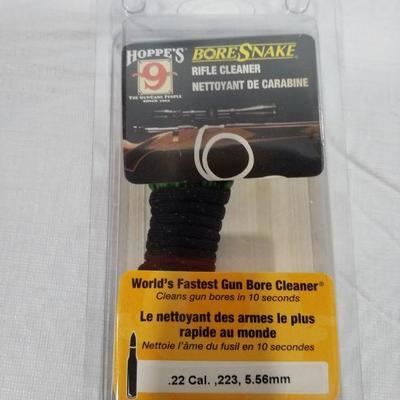 HOPPE'S
9
THE GUNCARE PEOPLE
SINCE 1903
BORESNAKE®
RIFLE CLEANER
NETTOYANT DE CARABINE
World's Fastest Gun Bore Cleaner®
Cleans gun bores in 10 seconds
Le nettoyant des armes le plus
rapide au monde
Nettoie l'âme du fusil en 10 secondes
.22 Cal. ,223, 5.56mm